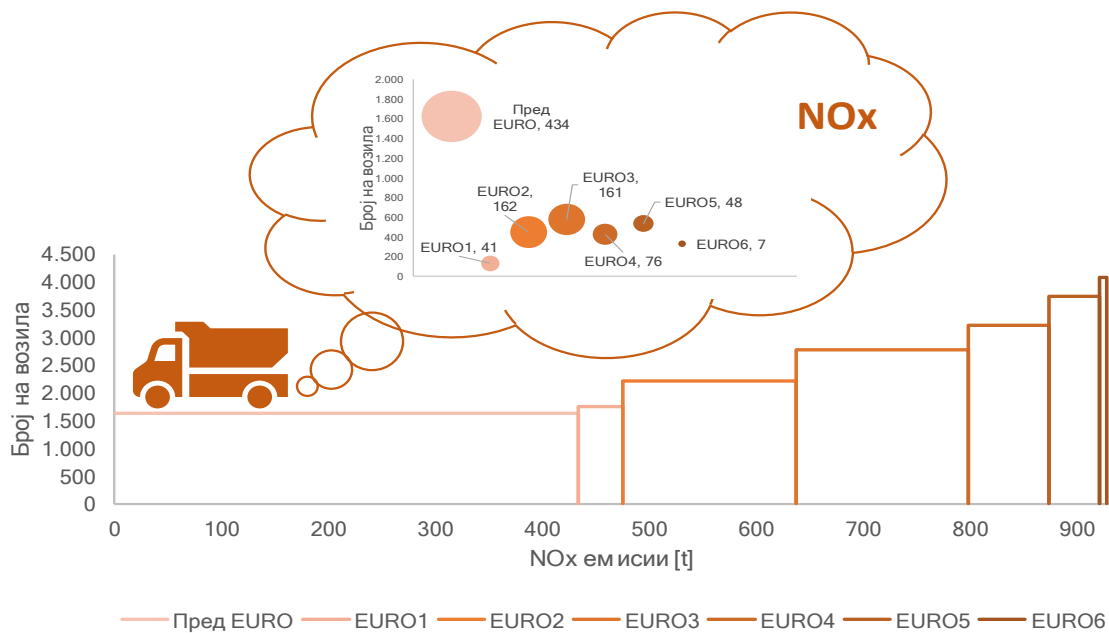 NOx
Број на возила
2.000
1.800
1.600
1.400
1.200
1.000
800
600
400
200
0
Пред
EURO, 434
EURO1, 41
EURO2,
162
EURO3,
161
EURO4, 76
EURO5, 48
EURO6, 7
Број на возила
4.500
4.000
3.500
3.000
2.500
2.000
1.500
1.000
500
0
0 100 200 300 400 500 600 700 800 900
NOx емисии [t]
Пред EURO EURO1 EURO2 EURO3 EURO4 EURO5 EURO6